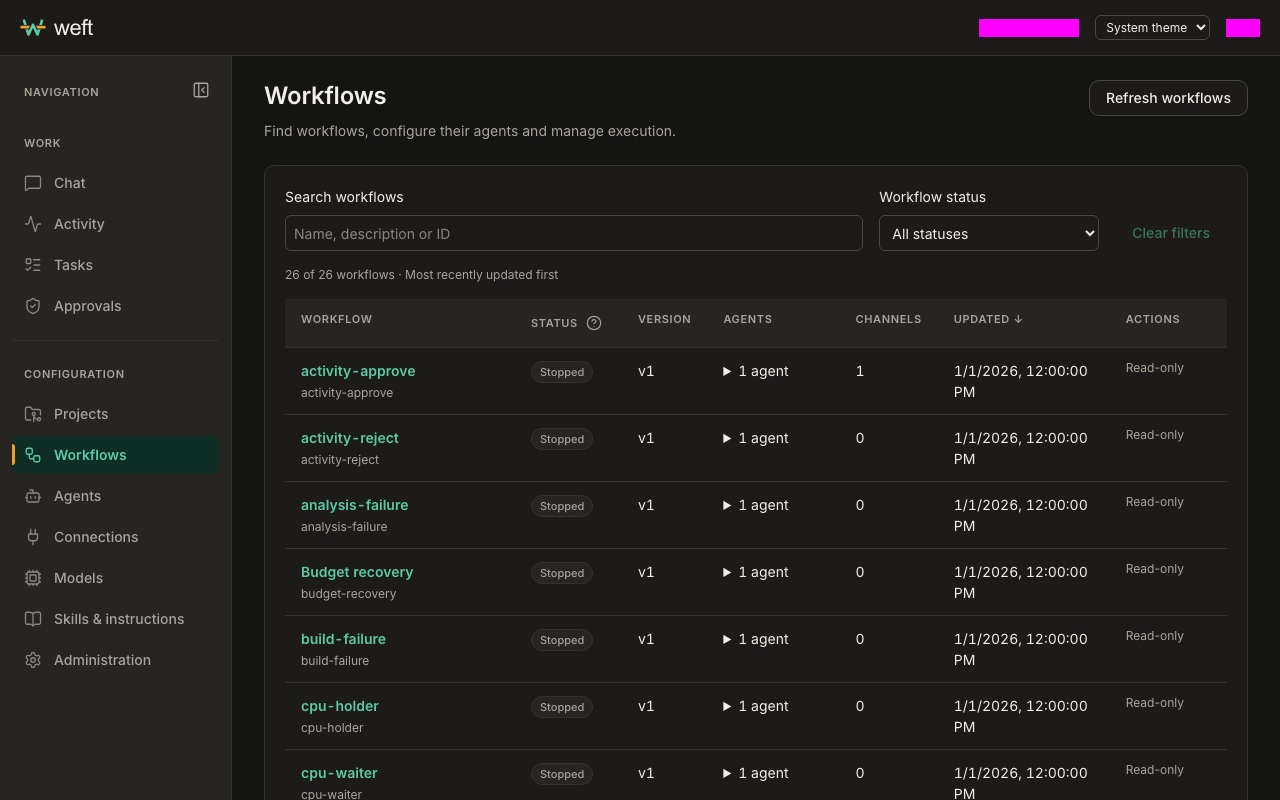 weft
System theme
NAVIGATION
WORK
Chat
Activity
Tasks
Approvals
CONFIGURATION
Projects
Workflows
Agents
Connections
Models
Skills & instructions
Administration
Workflows
Refresh workflows
Find workflows, configure their agents and manage execution.
Search workflows
Workflow status
Name, description or ID
All statuses
Clear filters
26 of 26 workflows · Most recently updated first
WORKFLOW STATUS ? VERSION AGENTS CHANNELS UPDATED ↓ ACTIONS
activity-approve Stopped v1 ▶ 1 agent 1 1/1/2026, 12:00:00 Read-only
activity-approve PM
activity-reject Stopped v1 ▶ 1 agent 0 1/1/2026, 12:00:00 Read-only
activity-reject PM
analysis-failure Stopped v1 ▶ 1 agent 0 1/1/2026, 12:00:00 Read-only
analysis-failure PM
Budget recovery Stopped v1 ▶ 1 agent 0 1/1/2026, 12:00:00 Read-only
budget-recovery PM
build-failure Stopped v1 ▶ 1 agent 0 1/1/2026, 12:00:00 Read-only
build-failure PM
cpu-holder Stopped v1 ▶ 1 agent 0 1/1/2026, 12:00:00 Read-only
cpu-holder PM
cpu-waiter Stopped v1 ▶ 1 agent 0 1/1/2026, 12:00:00 Read-only
cpu-waiter PM